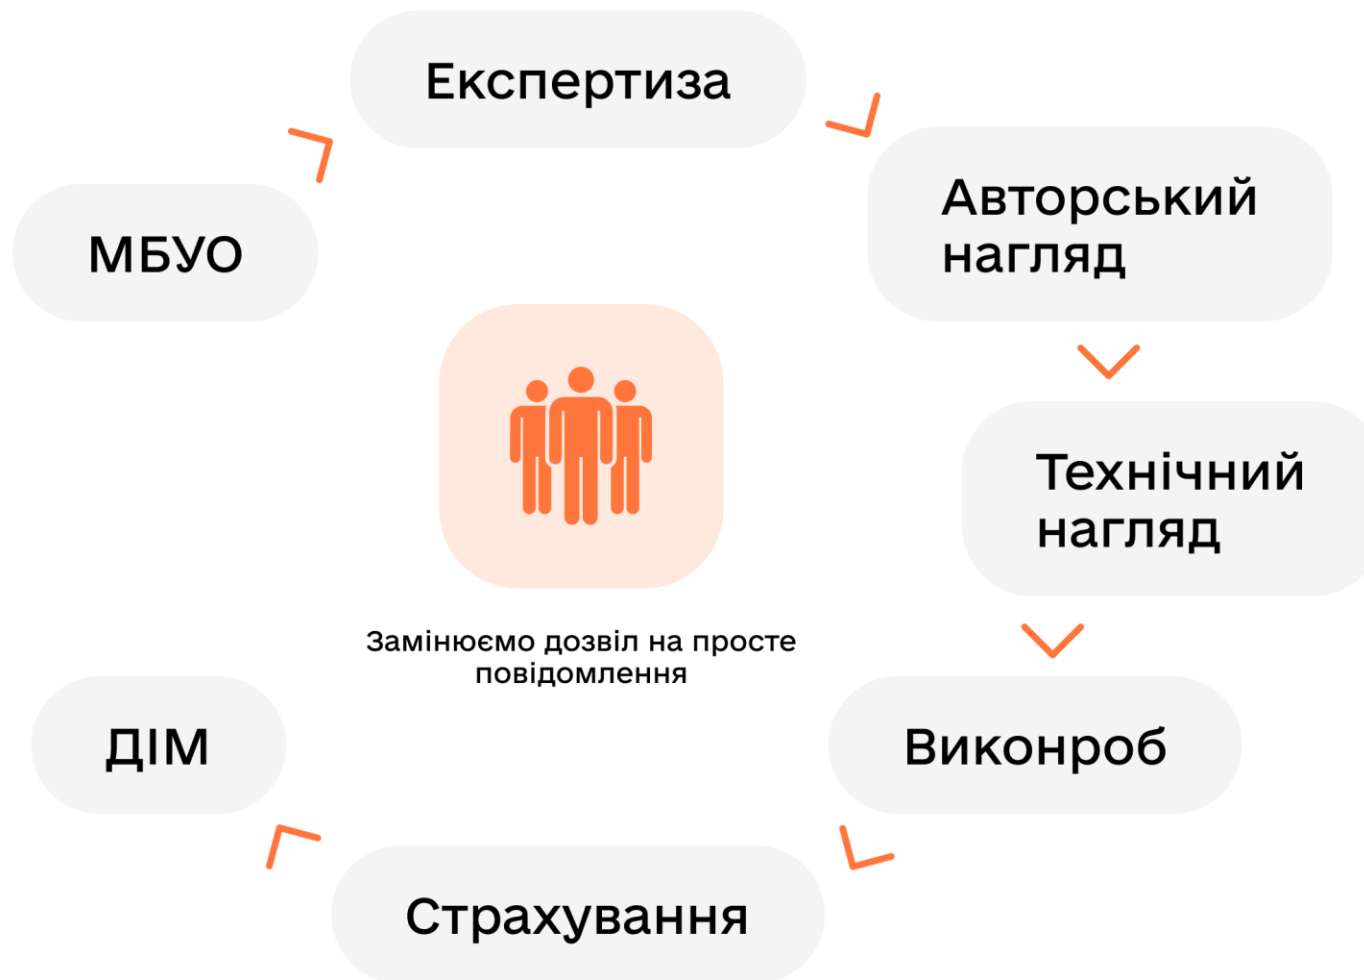 Експертиза
Авторський
нагляд
МБУО
Технічний
нагляд
Замінюємо дозвіл на просте
повідомлення
ДІМ
Виконроб
Страхування